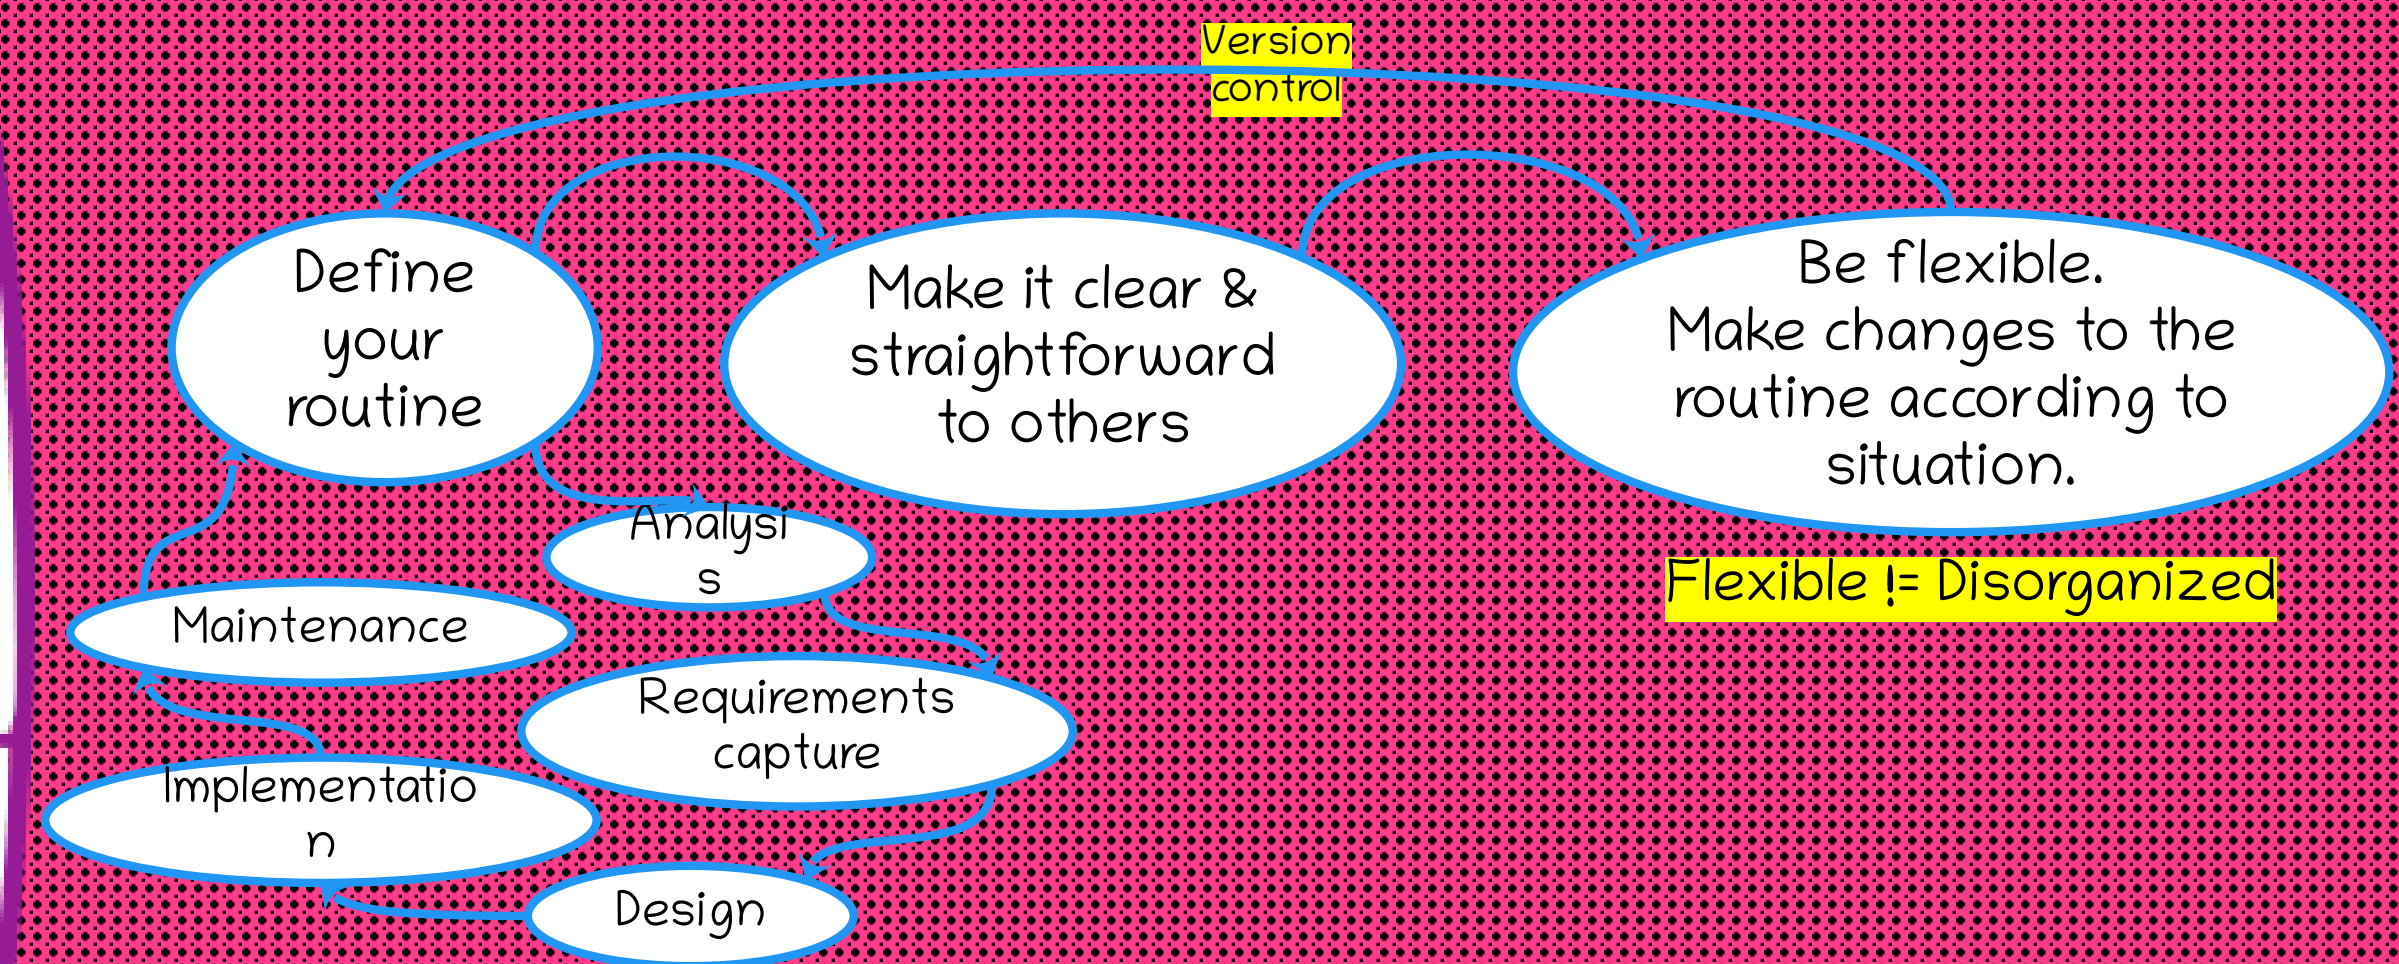 Version
control
Define
your
routine
Make it clear &
straightforward
to others
Be flexible.
Make changes to the
routine according to
situation.
Flexible != Disorganized
Analysi
s
Requirements
capture
Design
Implementatio
n
Maintenance